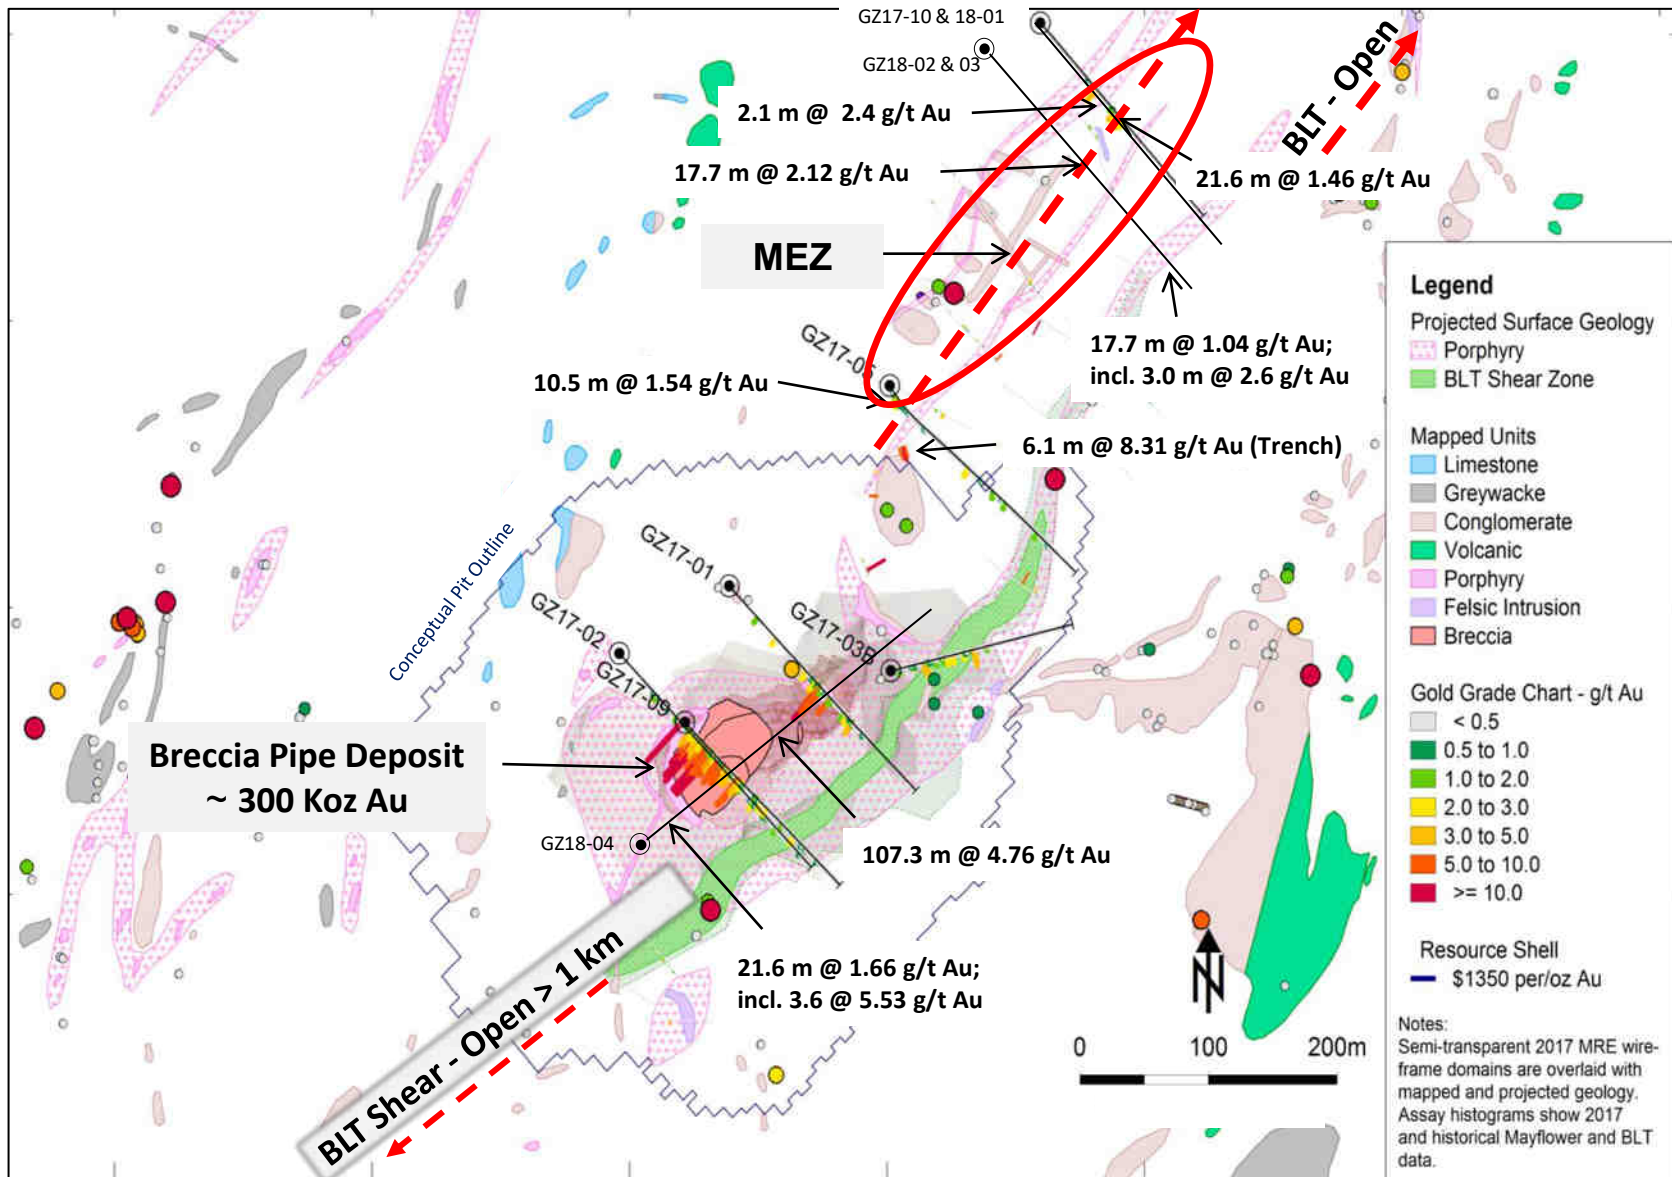 GZ17-10 & 18-01
GZ18-02 & 03
BLT - Open
2.1 m @  2.4 g/t Au
17.7 m @ 2.12 g/t Au
21.6 m @ 1.46 g/t Au
MEZ
17.7 m @ 1.04 g/t Au;
incl. 3.0 m @ 2.6 g/t Au
GZ17-05
10.5 m @ 1.54 g/t Au
6.1 m @ 8.31 g/t Au (Trench)
Conceptual Pit Outline
GZ17-01
GZ17-02
GZ17-03B
GZ17-09
Breccia Pipe Deposit
~ 300 Koz Au
GZ18-04
107.3 m @ 4.76 g/t Au
21.6 m @ 1.66 g/t Au;
incl. 3.6 @ 5.53 g/t Au
BLT Shear - Open > 1 km
N
0 100 200m
Legend
Projected Surface Geology
Porphyry
BLT Shear Zone
Mapped Units
Limestone
Greywacke
Conglomerate
Volcanic
Porphyry
Felsic Intrusion
Breccia
Gold Grade Chart - g/t Au
< 0.5
0.5 to 1.0
1.0 to 2.0
2.0 to 3.0
3.0 to 5.0
5.0 to 10.0
>= 10.0
Resource Shell
$1350 per/oz Au
Notes:
Semi-transparent 2017 MRE wire-
frame domains are overlaid with
mapped and projected geology.
Assay histograms show 2017
and historical Mayflower and BLT
data.